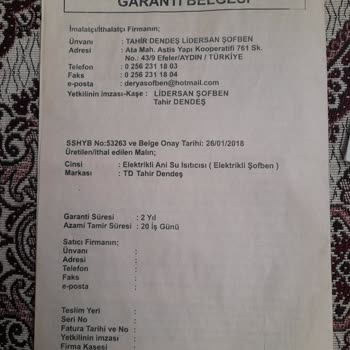 GARANTİ BELGESİ
İmalatçı/İthalatçı Firmanın;
Ünvanı : TAHİR DENDEŞ LİDERSAN ŞOFBEN
Adresi : Ata Mah. Astis Yapı Kooperatifi 761 Sk.
No.: 43/9 Efeler/AYDIN / TÜRKİYE
Telefon : 0 256 231 18 03
Faks : 0 256 231 18 04
e-posta : deryasofben@hotmail.com
Yetkilinin imzası-Kaşe : LİDERSAN ŞOFBEN
Tahir DENDEŞ
SSHYB No:53263 ve Belge Onay Tarihi: 26/01/2018
Üretilen/ithal edilen Malın;
Cinsi : Elektrikli Ani Su Isıtıcısı ( Elektrikli Şofben )
Markası : TD Tahir Dendeş
Garanti Süresi : 2 Yıl
Azami Tamir Süresi : 20 İş Günü
Satıcı Firmanın;
Ünvanı :
Adresi :
Telefon :
Faks :
e-posta :
Teslim Yeri :
Seri No :
Fatura Tarihi ve No :
Yetkilinin imzası :
Firma Kaşesi